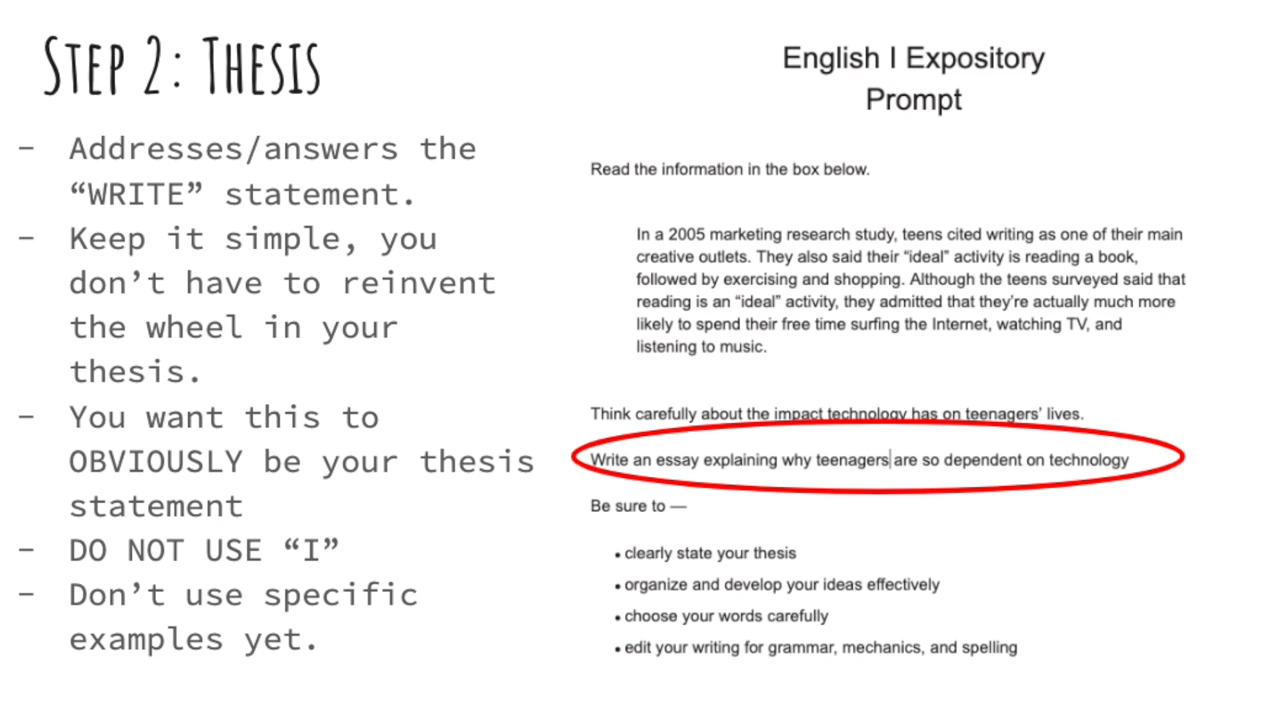 STEP 2: THESIS
- Addresses/answers the
“WRITE” statement.
- Keep it simple, you
don’t have to reinvent
the wheel in your
thesis.
- You want this to
OBVIOUSLY be your thesis
statement
- DO NOT USE “I”
- Don’t use specific
examples yet.
English I Expository
Prompt
Read the information in the box below.
In a 2005 marketing research study, teens cited writing as one of their main
creative outlets. They also said their “ideal” activity is reading a book,
followed by exercising and shopping. Although the teens surveyed said that
reading is an “ideal” activity, they admitted that they’re actually much more
likely to spend their free time surfing the Internet, watching TV, and
listening to music.
Think carefully about the impact technology has on teenagers’ lives.
Write an essay explaining why teenagers are so dependent on technology
Be sure to —
• clearly state your thesis
• organize and develop your ideas effectively
• choose your words carefully
• edit your writing for grammar, mechanics, and spelling